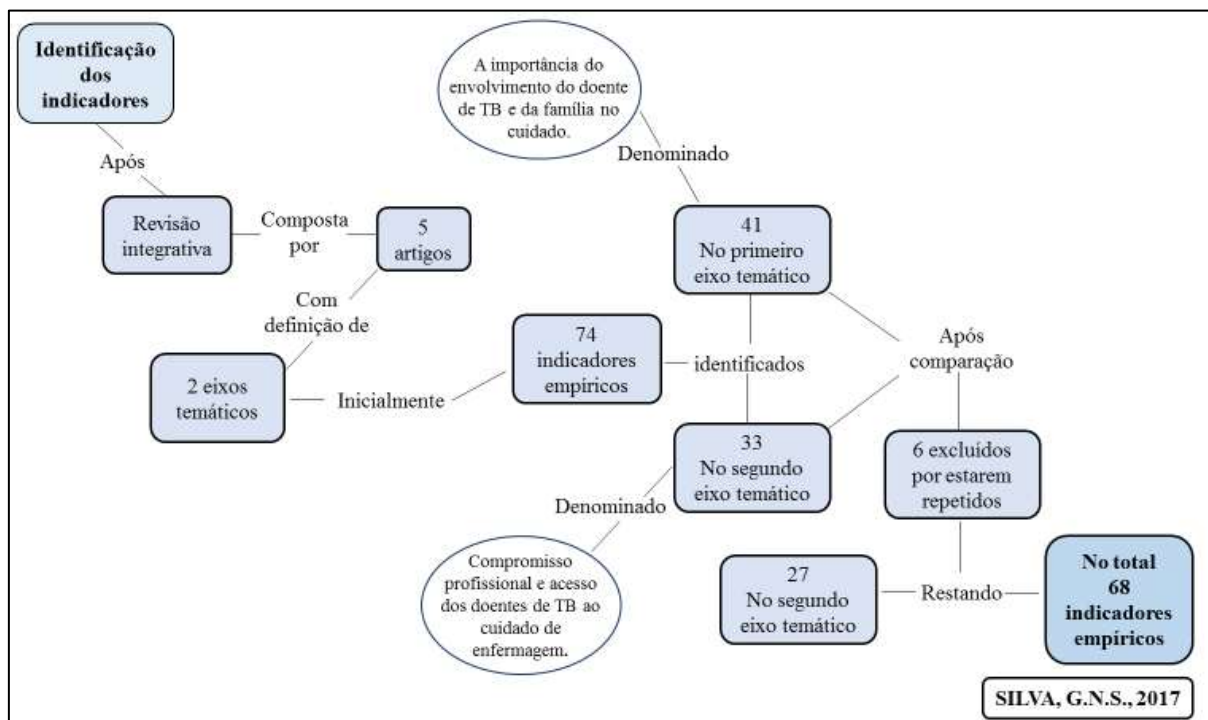 Identificação
dos
indicadores
Após
Revisão
integrativa
Composta
por
5
artigos
Com
definição de
2 eixos
temáticos
Inicialmente
74
indicadores
empíricos
identificados
A importância do
envolvimento do doente
de TB e da família no
cuidado.
Denominado
41
No primeiro
eixo temático
33
No segundo
eixo temático
Denominado
Compromisso
profissional e acesso
dos doentes de TB ao
cuidado de
enfermagem.
Após
comparação
6 excluídos
por estarem
repetidos
Restando
27
No segundo
eixo temático
No total
68
indicadores
empíricos
SILVA, G.N.S., 2017